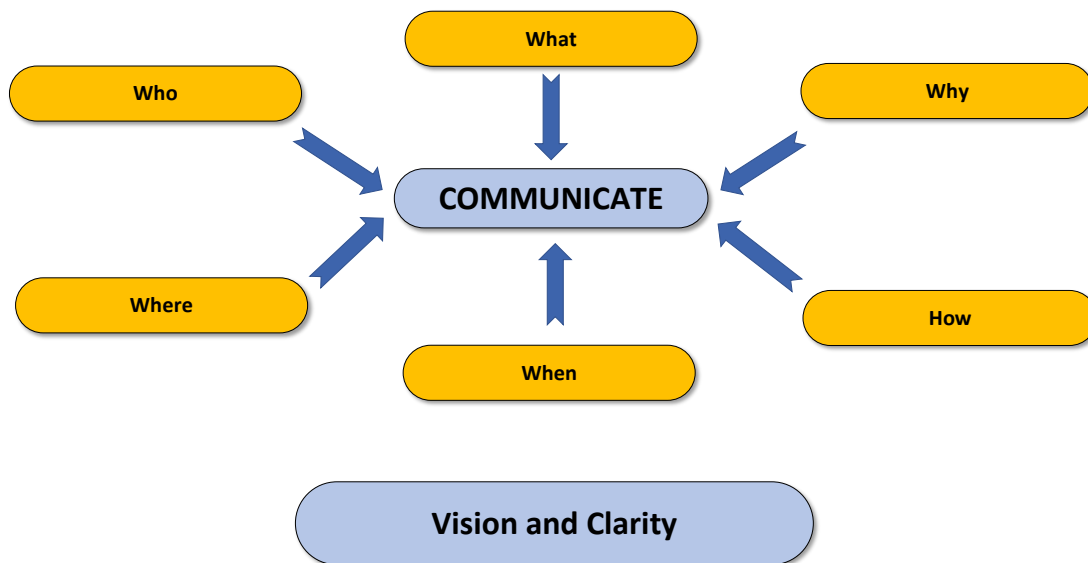 What
Who
Why
COMMUNICATE
Where
How
When
Vision and Clarity